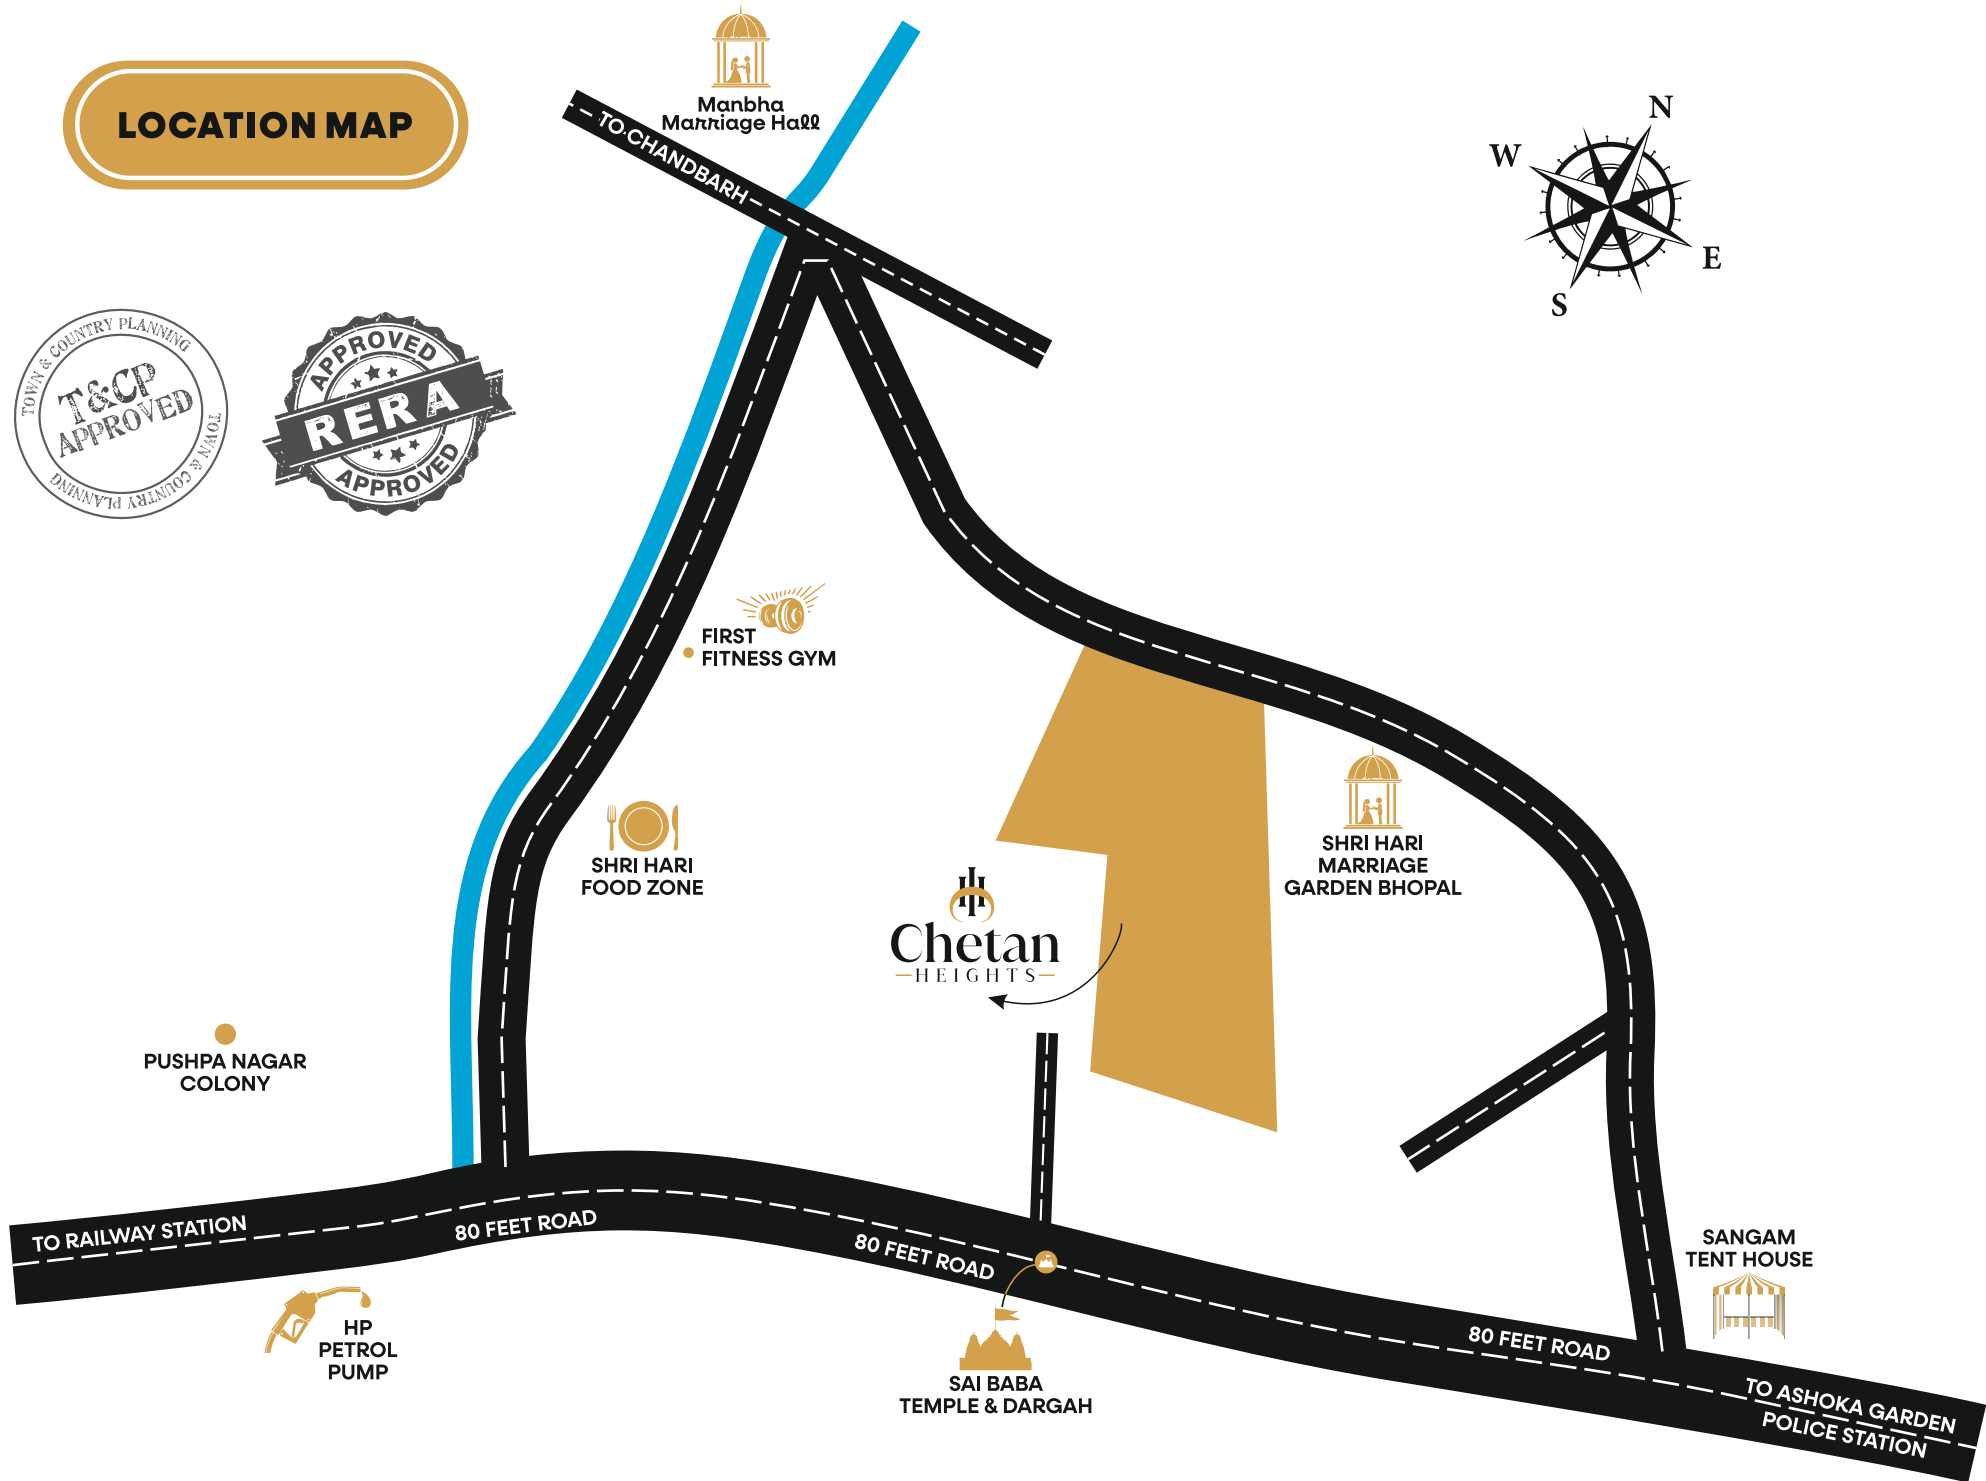 LOCATION MAP
Manbha
Marriage Hall
TO CHANDBARH
N
W
E
S
TOWN & COUNTRY PLANNING
T&CP
APPROVED
TOWN & COUNTRY PLANNING
APPROVED
RERA
APPROVED
FIRST
FITNESS GYM
SHRI HARI
FOOD ZONE
SHRI HARI
MARRIAGE
GARDEN BHOPAL
Chetan
HEIGHTS
PUSHPA NAGAR
COLONY
TO RAILWAY STATION
80 FEET ROAD
80 FEET ROAD
80 FEET ROAD
SANGAM
TENT HOUSE
HP
PETROL
PUMP
SAI BABA
TEMPLE & DARGAH
TO ASHOKA GARDEN
POLICE STATION